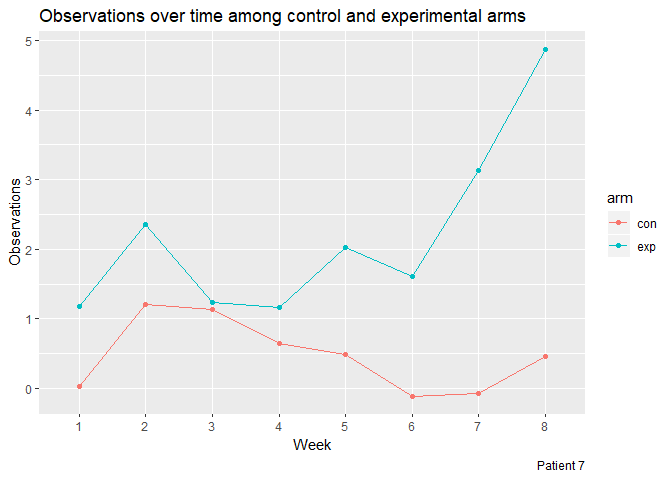 Observations over time among control and experimental arms
5
4
3
2
1
0
Observations
1 2 3 4 5 6 7 8
Week
arm
con
exp
Patient 7